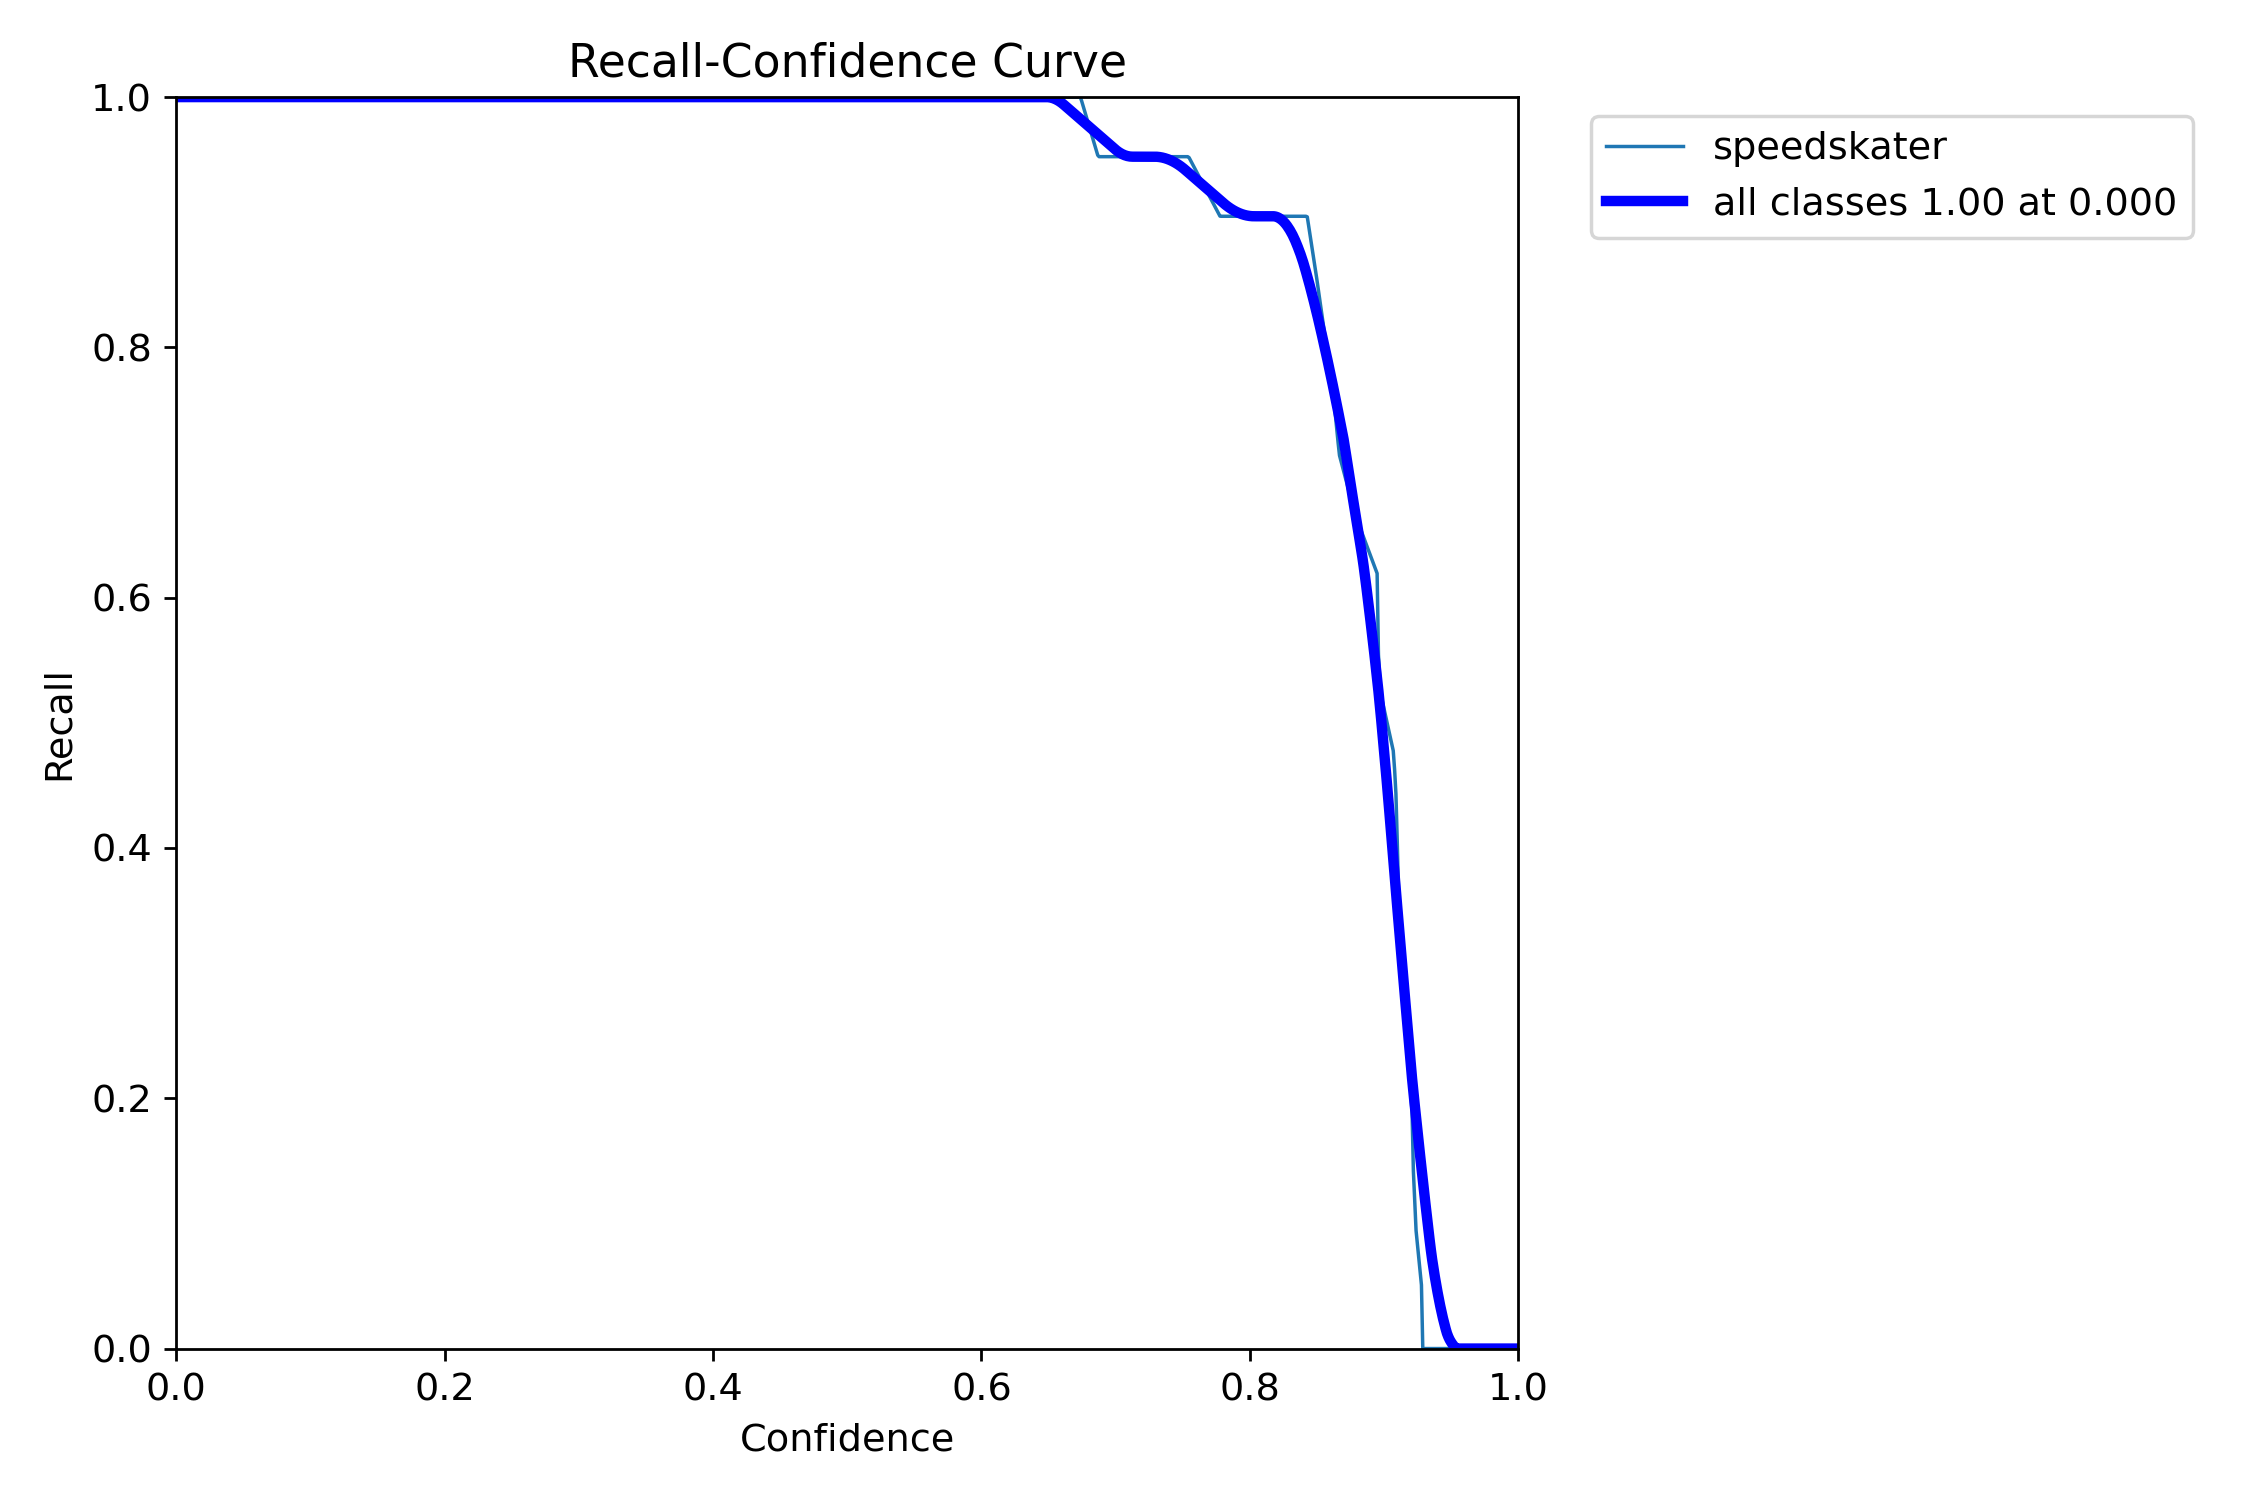 Recall-Confidence Curve
1.0
0.8
0.6
0.4
0.2
0.0
Recall
0.0 0.2 0.4 0.6 0.8 1.0
Confidence
speedskater
all classes 1.00 at 0.000